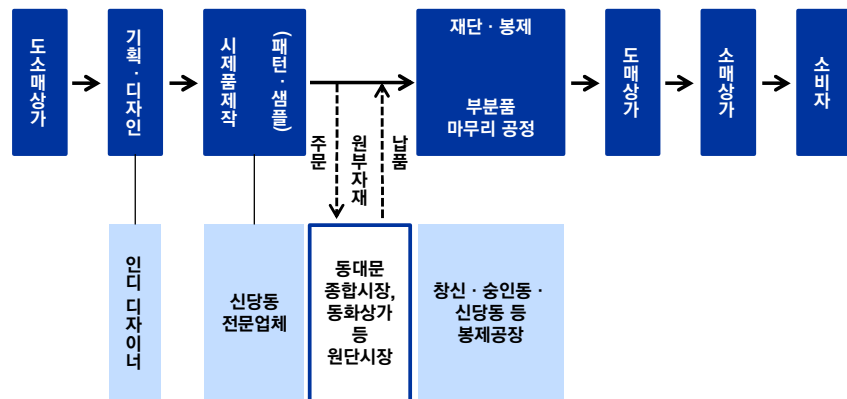 도소매상가
기획·디자인
시제품제작
(패턴·샘플)
재단·봉제
부분품
마무리 공정
도매상가
소매상가
소비자
주문
원부자재
납품
인디 디자이너
신당동
전문업체
동대문
종합시장,
동화상가
등
원단시장
창신·숭인동·
신당동 등
봉제공장